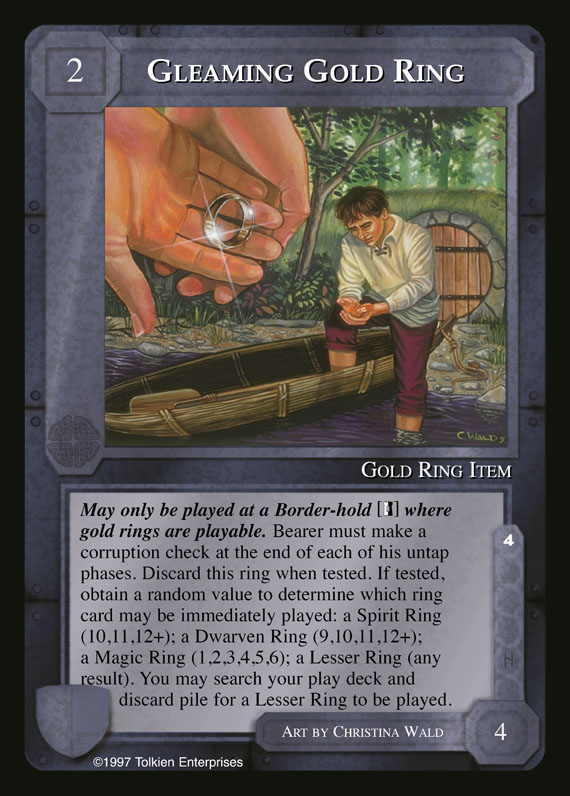 2
GLEAMING GOLD RING
C. WALD
GOLD RING ITEM
May only be played at a Border-hold [] where
gold rings are playable. Bearer must make a
corruption check at the end of each of his untap
phases. Discard this ring when tested. If tested,
obtain a random value to determine which ring
card may be immediately played: a Spirit Ring
(10,11,12+); a Dwarven Ring (9,10,11,12+);
a Magic Ring (1,2,3,4,5,6); a Lesser Ring (any
result). You may search your play deck and
discard pile for a Lesser Ring to be played.
4
H
ART BY CHRISTINA WALD
4
©1997 Tolkien Enterprises